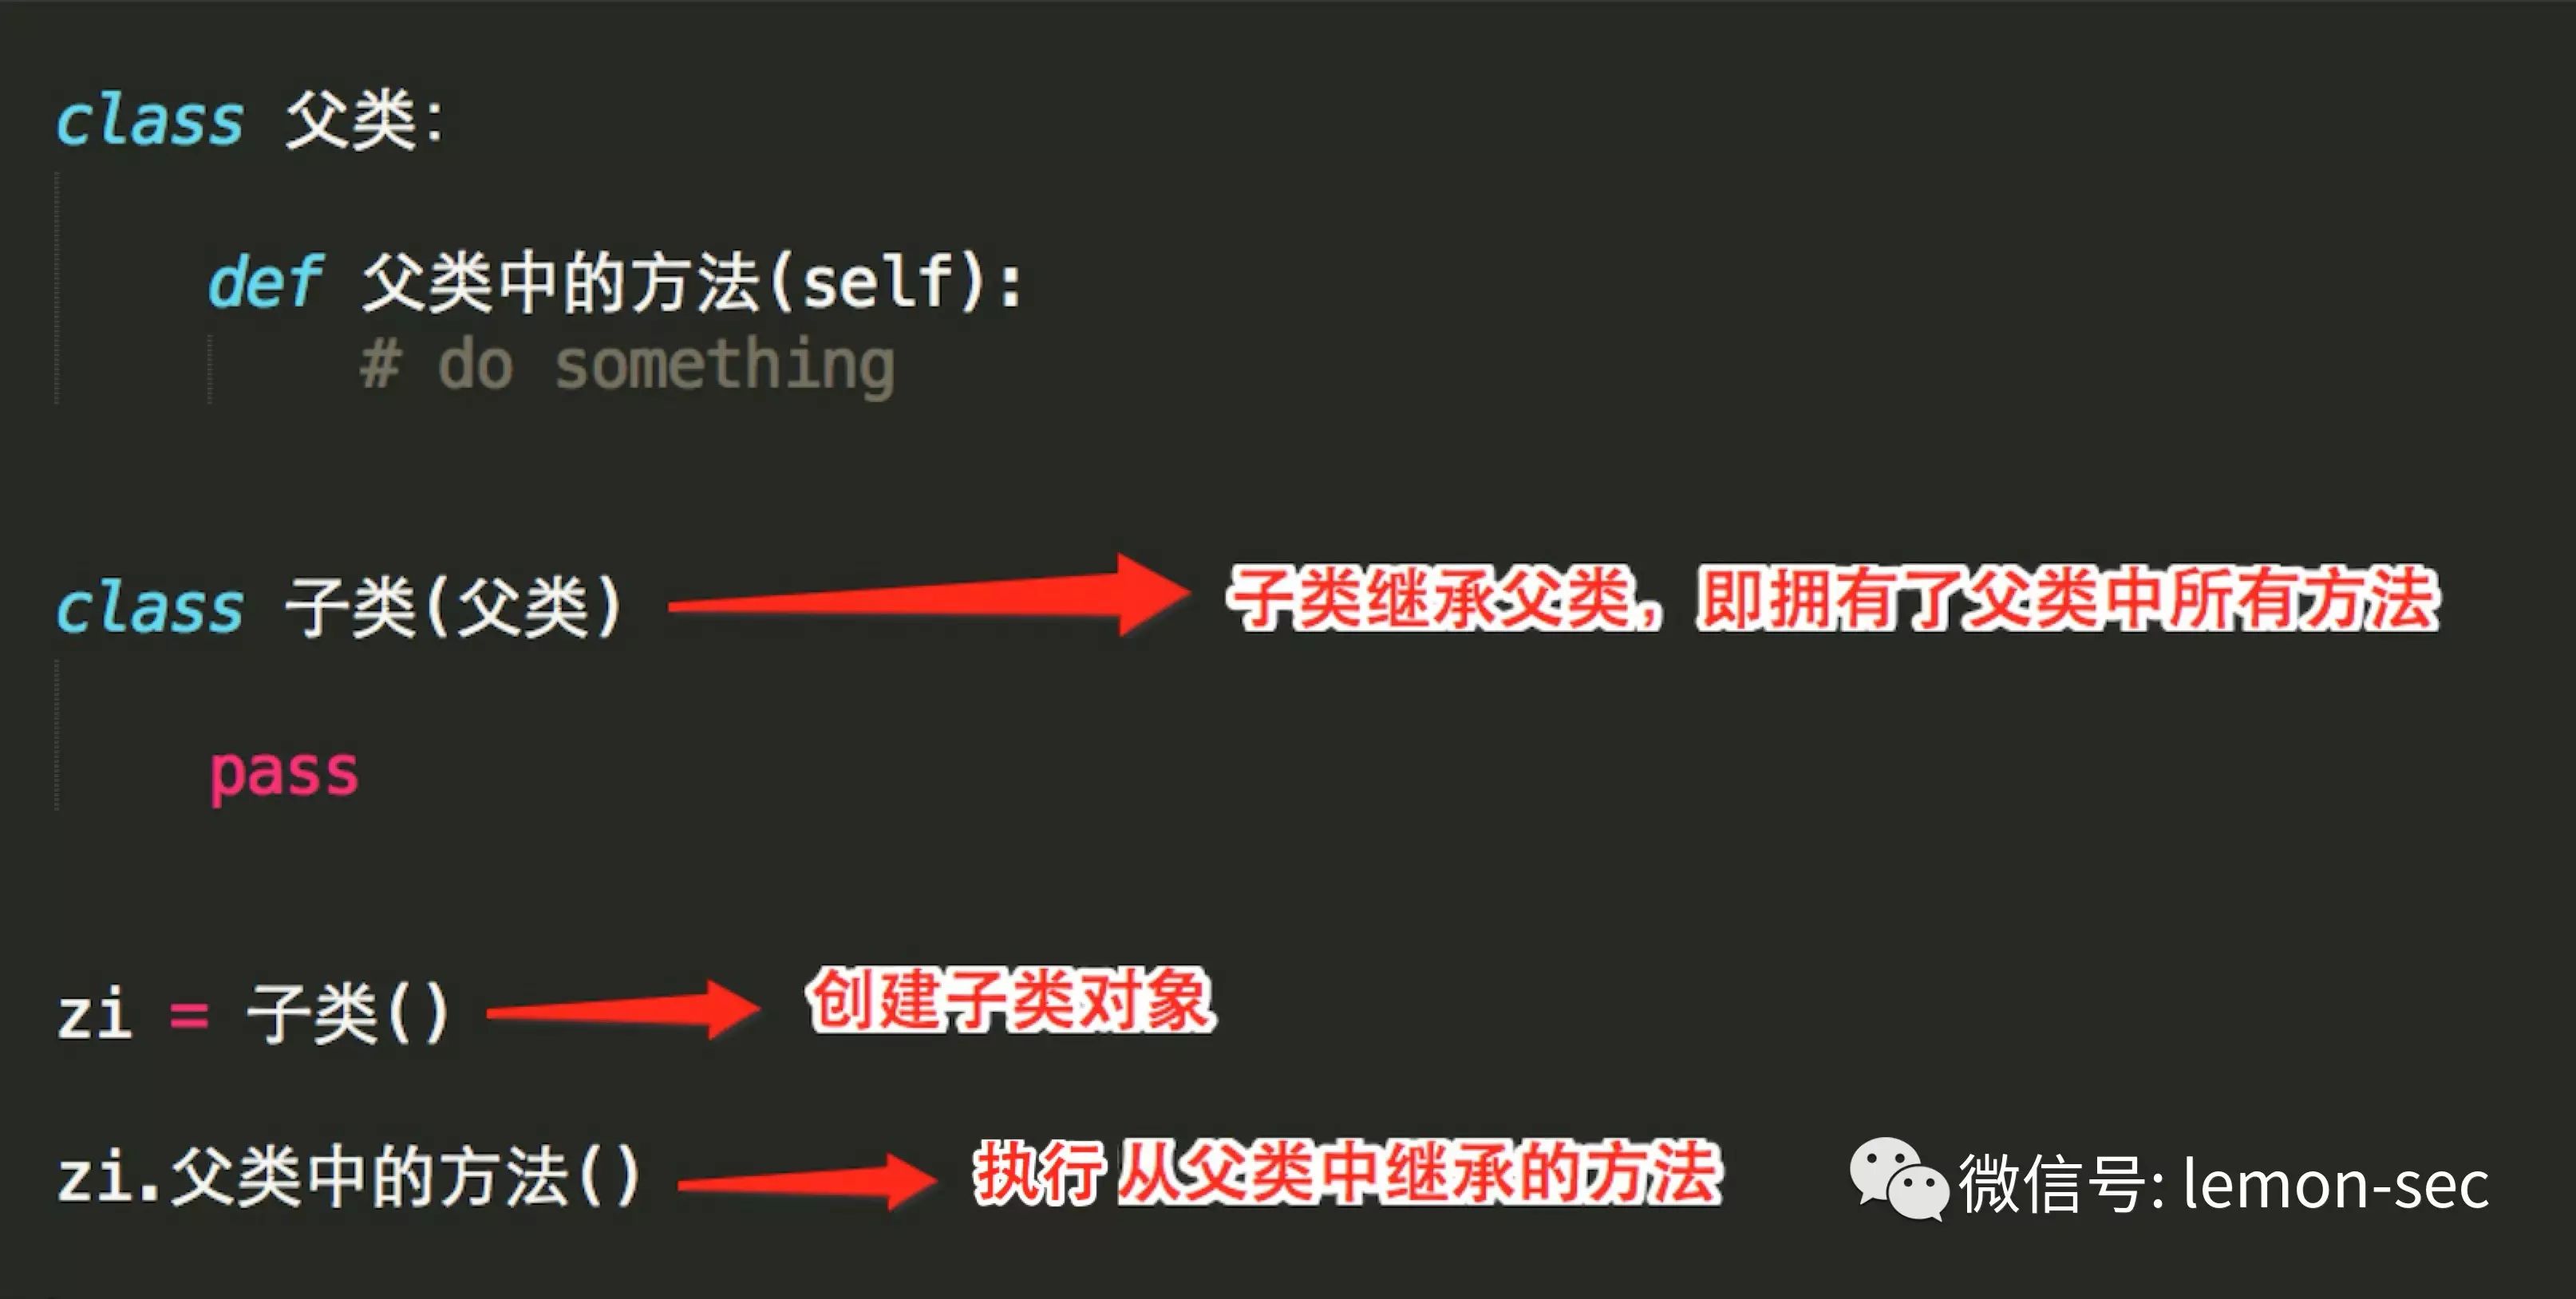 class 父类:
def 父类中的方法(self):
# do something
class 子类(父类) 子类继承父类，即拥有了父类中所有方法
pass
zi = 子类() 创建子类对象
zi.父类中的方法() 执行 从父类中继承的方法
微信号: lemon-sec